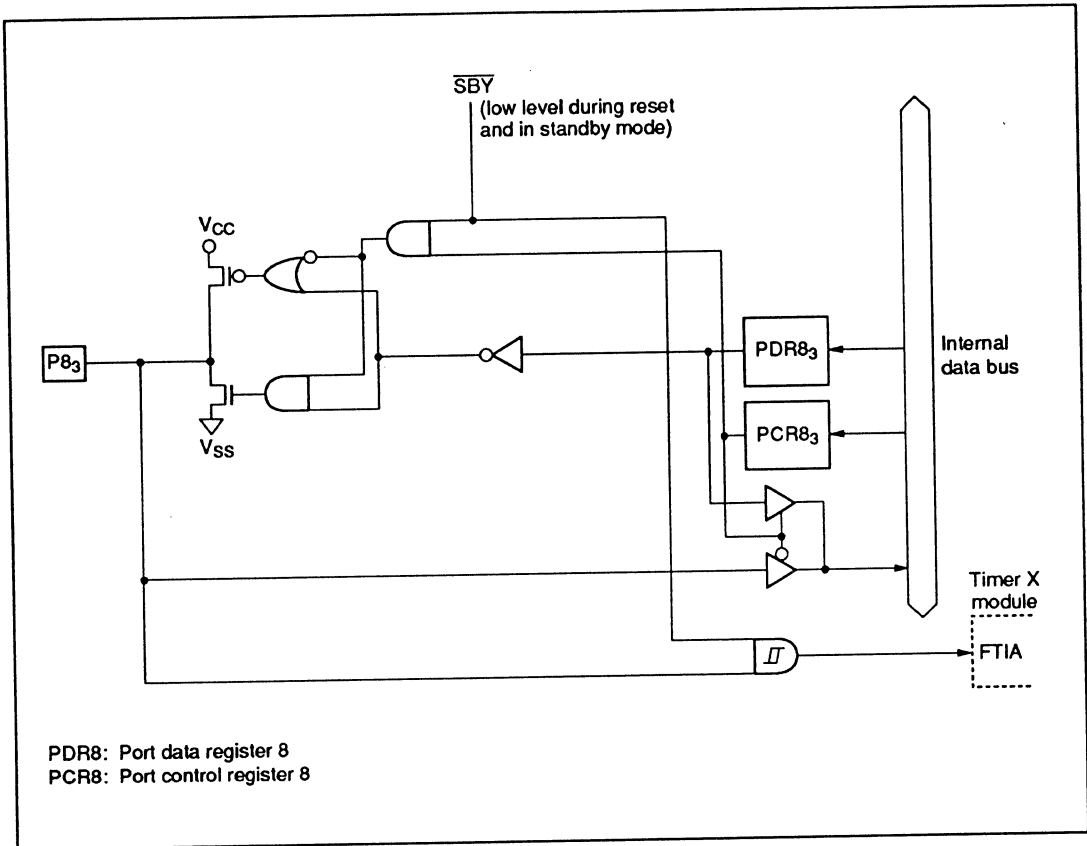 SBY
(low level during reset
and in standby mode)
VCC
P83
VSS
PDR83
PCR83
Internal
data bus
Timer X
module
FTIA
PDR8: Port data register 8
PCR8: Port control register 8